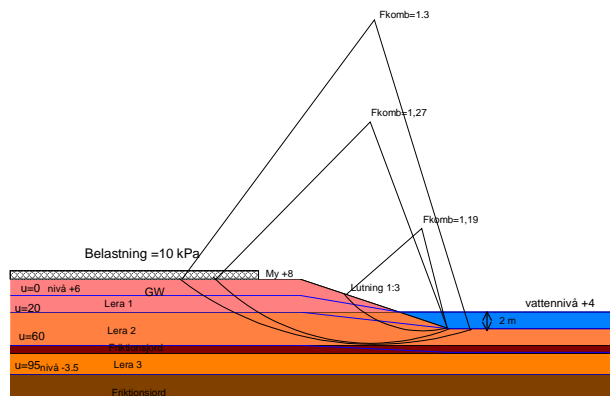 Fkomb=1.3
Fkomb=1,27
Fkomb=1,19
Belastning =10 kPa
My +8
u=0 nivå +6 GW
Lutning 1:3
vattennivå +4
u=20 Lera 1
2 m
Lera 2
u=60
Friktionsjord
u=95 nivå -3.5 Lera 3
Friktionsjord